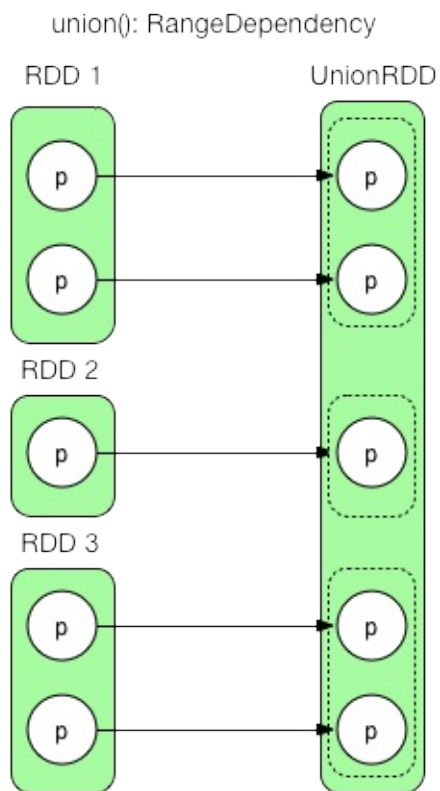 union(): RangeDependency
RDD 1 UnionRDD
p p
p p
RDD 2
p p
RDD 3
p p
p p